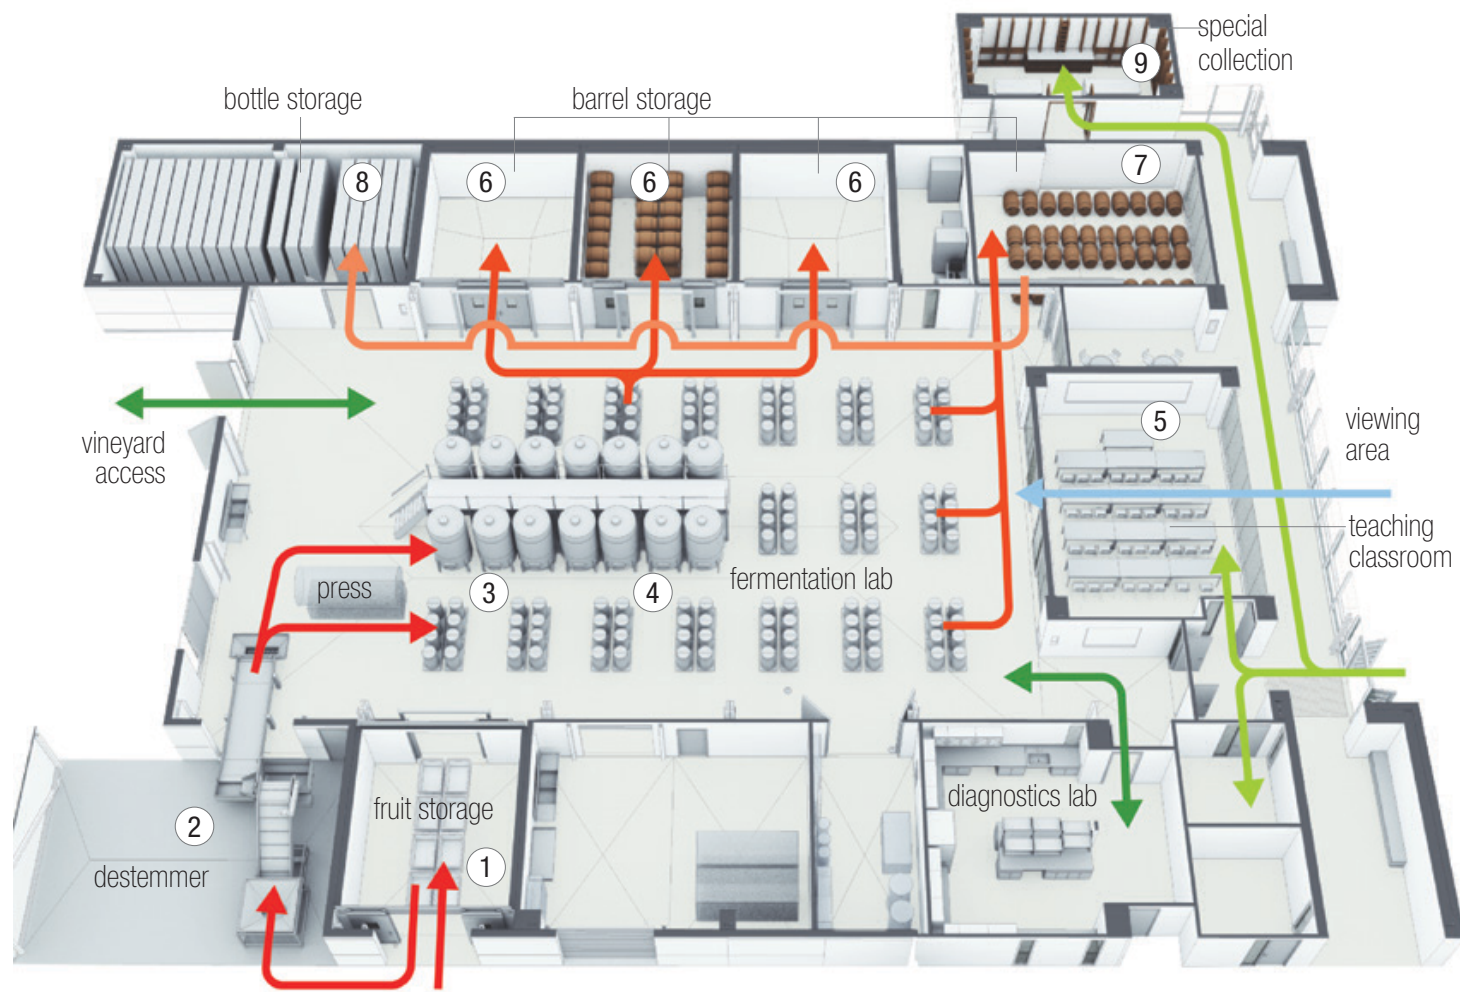 special
collection
9
bottle storage
barrel storage
7
8
6
6
6
5
viewing
area
vineyard
access
teaching
classroom
press
3
4
fermentation lab
fruit storage
diagnostics lab
2
1
destemmer